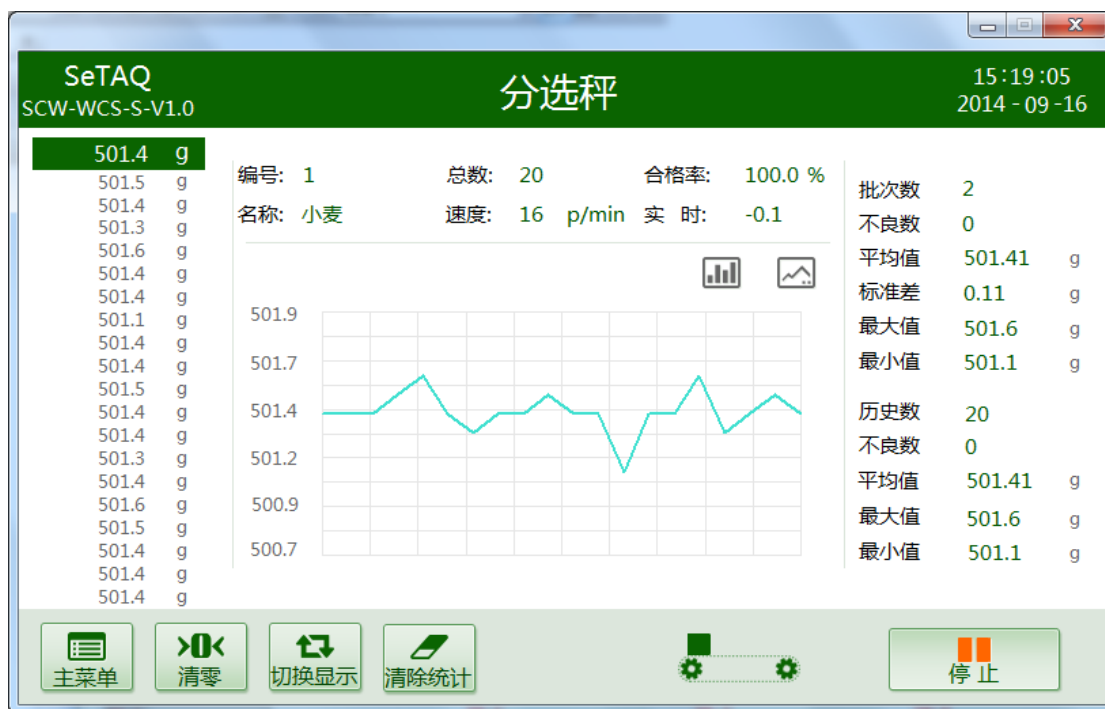 SeTAQ
SCW-WCS-S-V1.0
分选秤
15:19:05
2014-09-16
501.4 g
501.5 g
501.4 g
501.3 g
501.6 g
501.4 g
501.4 g
501.1 g
501.4 g
501.4 g
501.5 g
501.4 g
501.4 g
501.3 g
501.4 g
501.6 g
501.5 g
501.4 g
501.4 g
501.4 g
编号: 1 总数: 20 合格率: 100.0 %
名称: 小麦 速度: 16 p/min 实 时: -0.1
501.9
501.7
501.4
501.2
500.9
500.7
批次数 2
不良数 0
平均值 501.41 g
标准差 0.11 g
最大值 501.6 g
最小值 501.1 g
历史数 20
不良数 0
平均值 501.41 g
最大值 501.6 g
最小值 501.1 g
主菜单
清零
切换显示
清除统计
停止